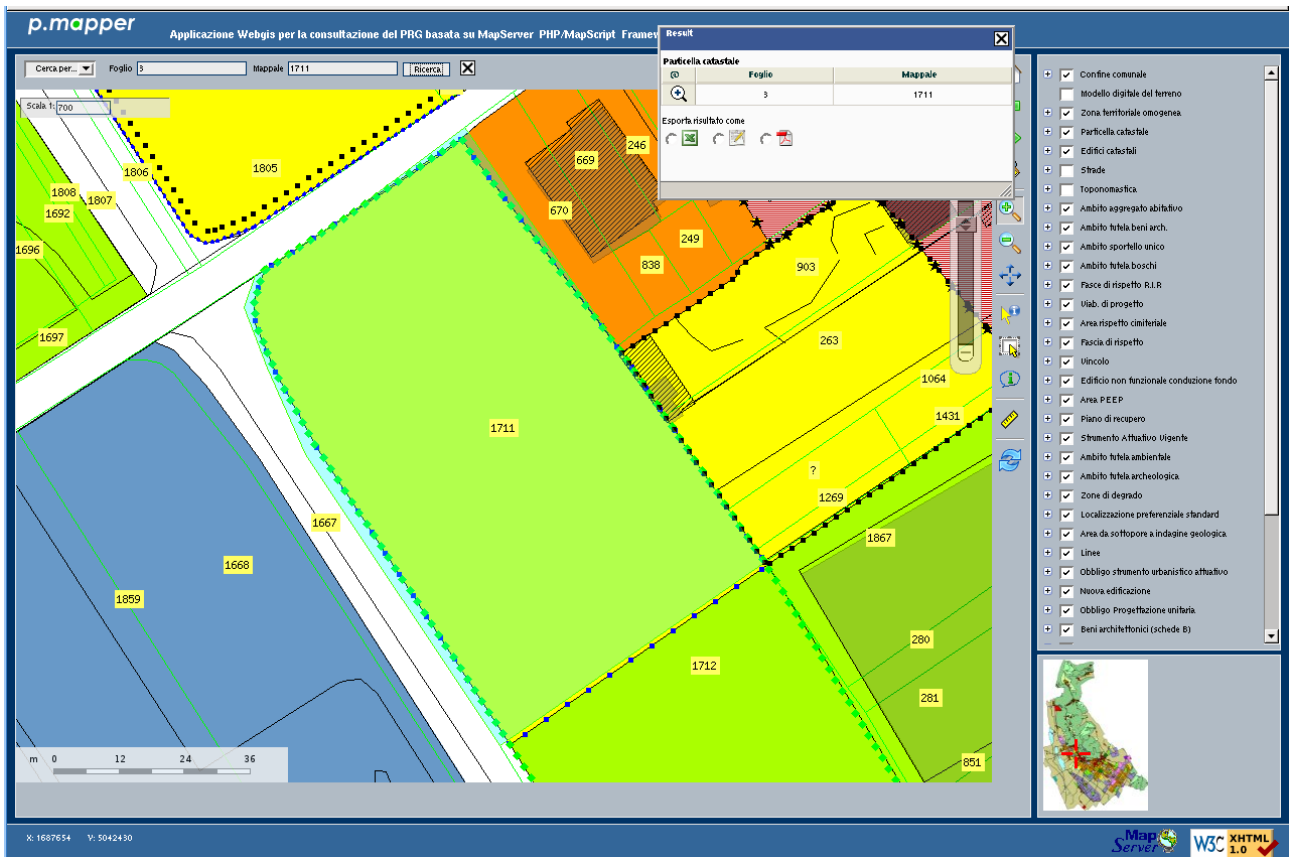 p.mapper
Applicazione Webgis per la consultazione del PRG basata su MapServer PHP/MapScript Framew
Cerca per... Foglio 3 Mappale 1711 Ricerca
Scala 1: 700
Result
Particella catastale
@ Foglio Mappale
3 1711
Esporta risultato come
1805
1806
1808
1807
1692
1696
1697
669
246
670
249
838
903
263
1064
1431
?
1269
1711
1667
1668
1859
1867
280
281
1712
851
m 0 12 24 36
Confine comunale
Modello digitale del terreno
Zona territoriale omogenea
Particella catastale
Edifici catastali
Strade
Toponomastica
Ambito aggregato abitativo
Ambito tutela beni arch.
Ambito sportello unico
Ambito tutela boschi
Fasce di rispetto R.I.R
Viab. di progetto
Area rispetto cimiteriale
Fascia di rispetto
Vincolo
Edificio non funzionale conduzione fondo
Area PEEP
Piano di recupero
Strumento Attuativo Vigente
Ambito tutela ambientale
Ambito tutela archeologica
Zone di degrado
Localizzazione preferenziale standard
Area da sottoporre a indagine geologica
Linee
Obbligo strumento urbanistico attuativo
Nuova edificazione
Obbligo Progettazione unitaria
Beni architettonici (schede B)
X: 1687654 Y: 5042430
Map Server
W3C XHTML 1.0